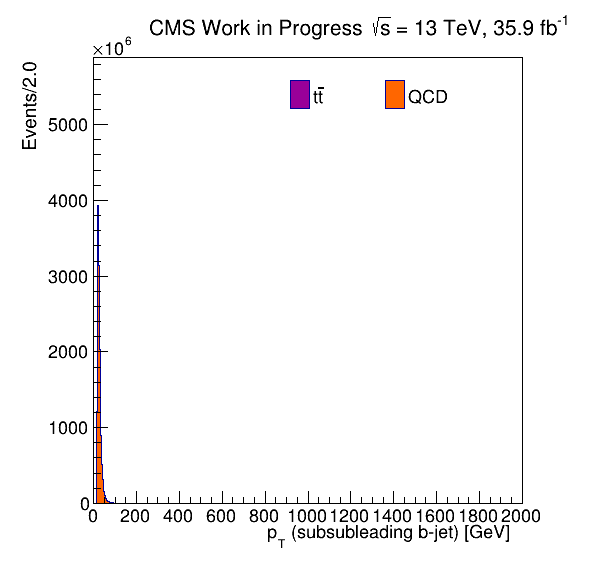 CMS Work in Progress √s = 13 TeV, 35.9 fb⁻¹
×10⁶
Events/2.0
tt̄
QCD
5000
4000
3000
2000
1000
0
0 200 400 600 800 1000 1200 1400 1600 1800 2000
p_T (subsubleading b-jet) [GeV]